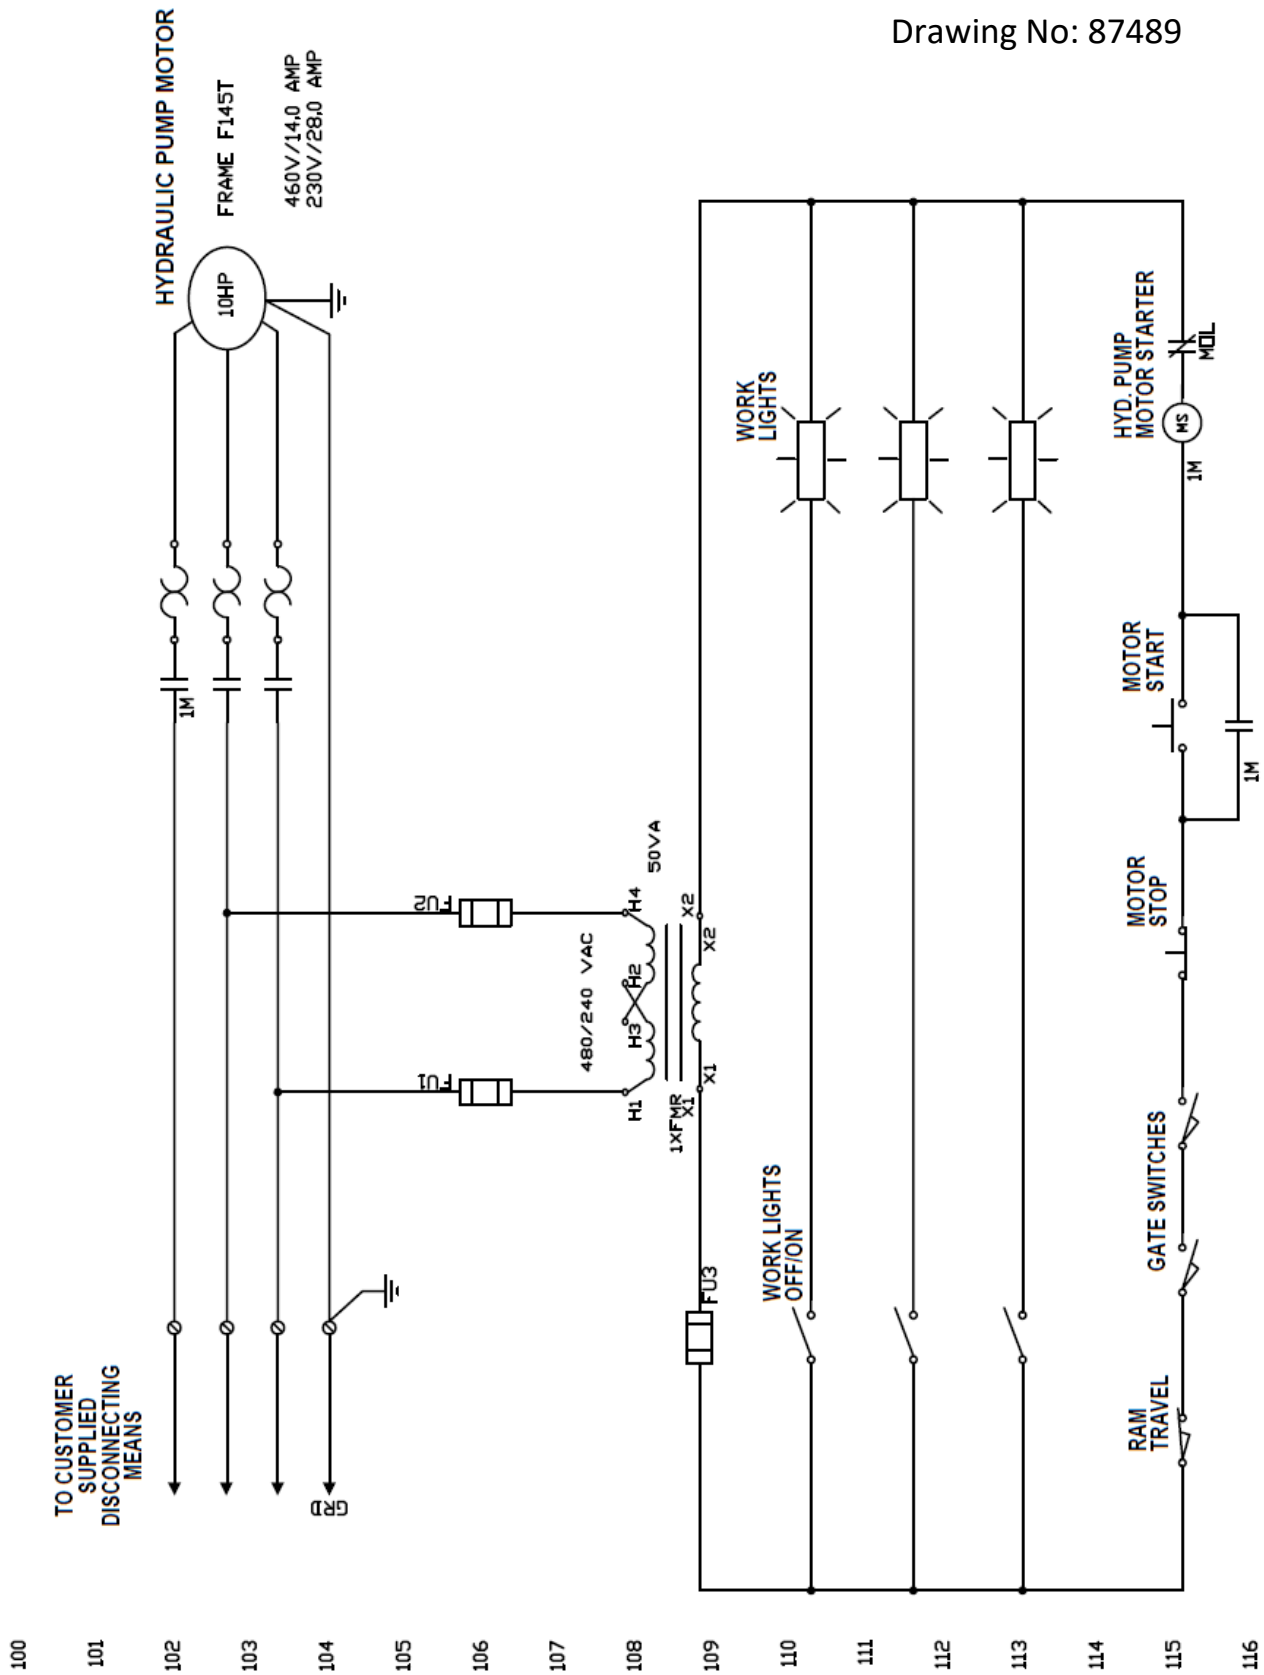 Drawing No: 87489
100
101
102
103
104
105
106
107
108
109
110
111
112
113
114
115
116
TO CUSTOMER
SUPPLIED
DISCONNECTING
MEANS
GRD
1M
HYDRAULIC PUMP MOTOR
10HP
FRAME F145T
460V/14.0 AMP
230V/28.0 AMP
FU1
FU2
480/240 VAC
H1
H3
H2
H4
50VA
1XFMR
X1
X1
X2
X2
FU3
WORK LIGHTS
OFF/ON
WORK
LIGHTS
RAM
TRAVEL
GATE SWITCHES
MOTOR
STOP
MOTOR
START
1M
HYD. PUMP
MOTOR STARTER
1M
MS
MOL